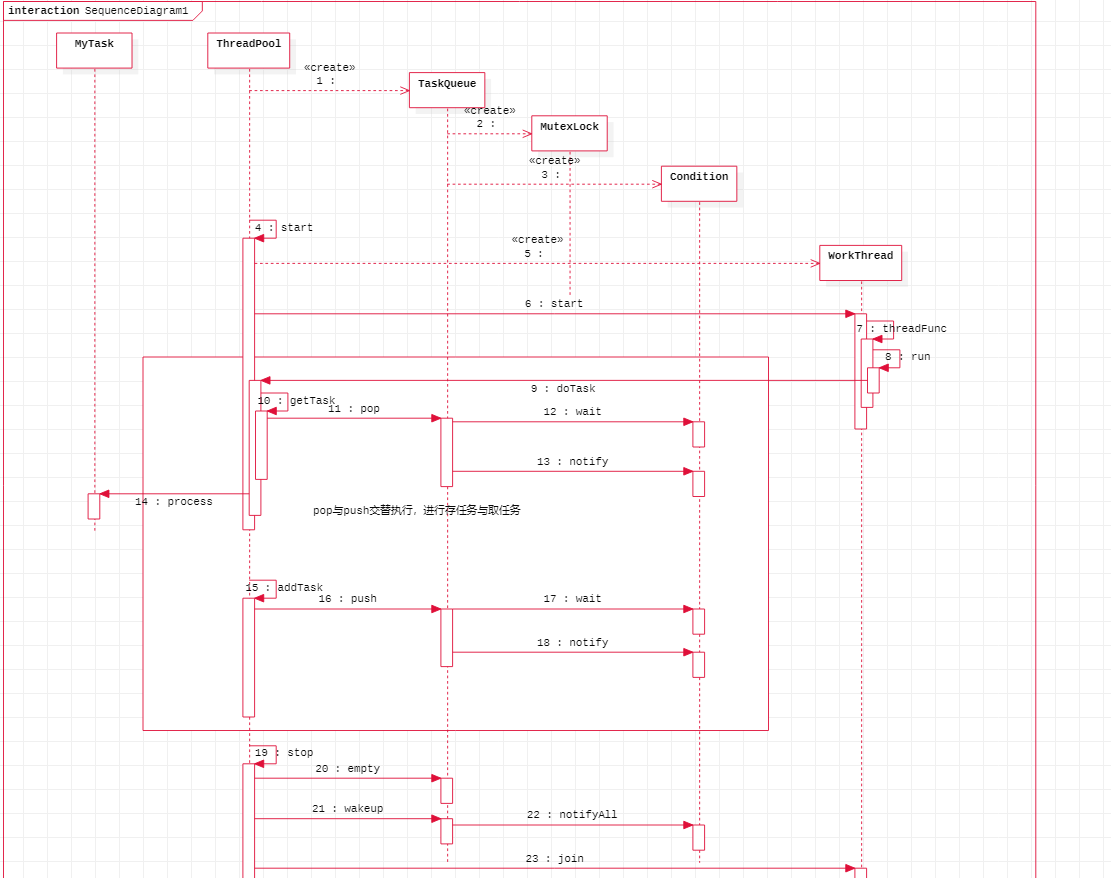 interaction SequenceDiagram1
MyTask
ThreadPool
«create»
1 :
TaskQueue
«create»
2 :
MutexLock
«create»
3 :
Condition
4 : start
«create»
5 :
WorkThread
6 : start
7 : threadFunc
8 : run
9 : doTask
10 : getTask
11 : pop
12 : wait
13 : notify
14 : process
pop与push交替执行，进行存任务与取任务
15 : addTask
16 : push
17 : wait
18 : notify
19 : stop
20 : empty
21 : wakeup
22 : notifyAll
23 : join